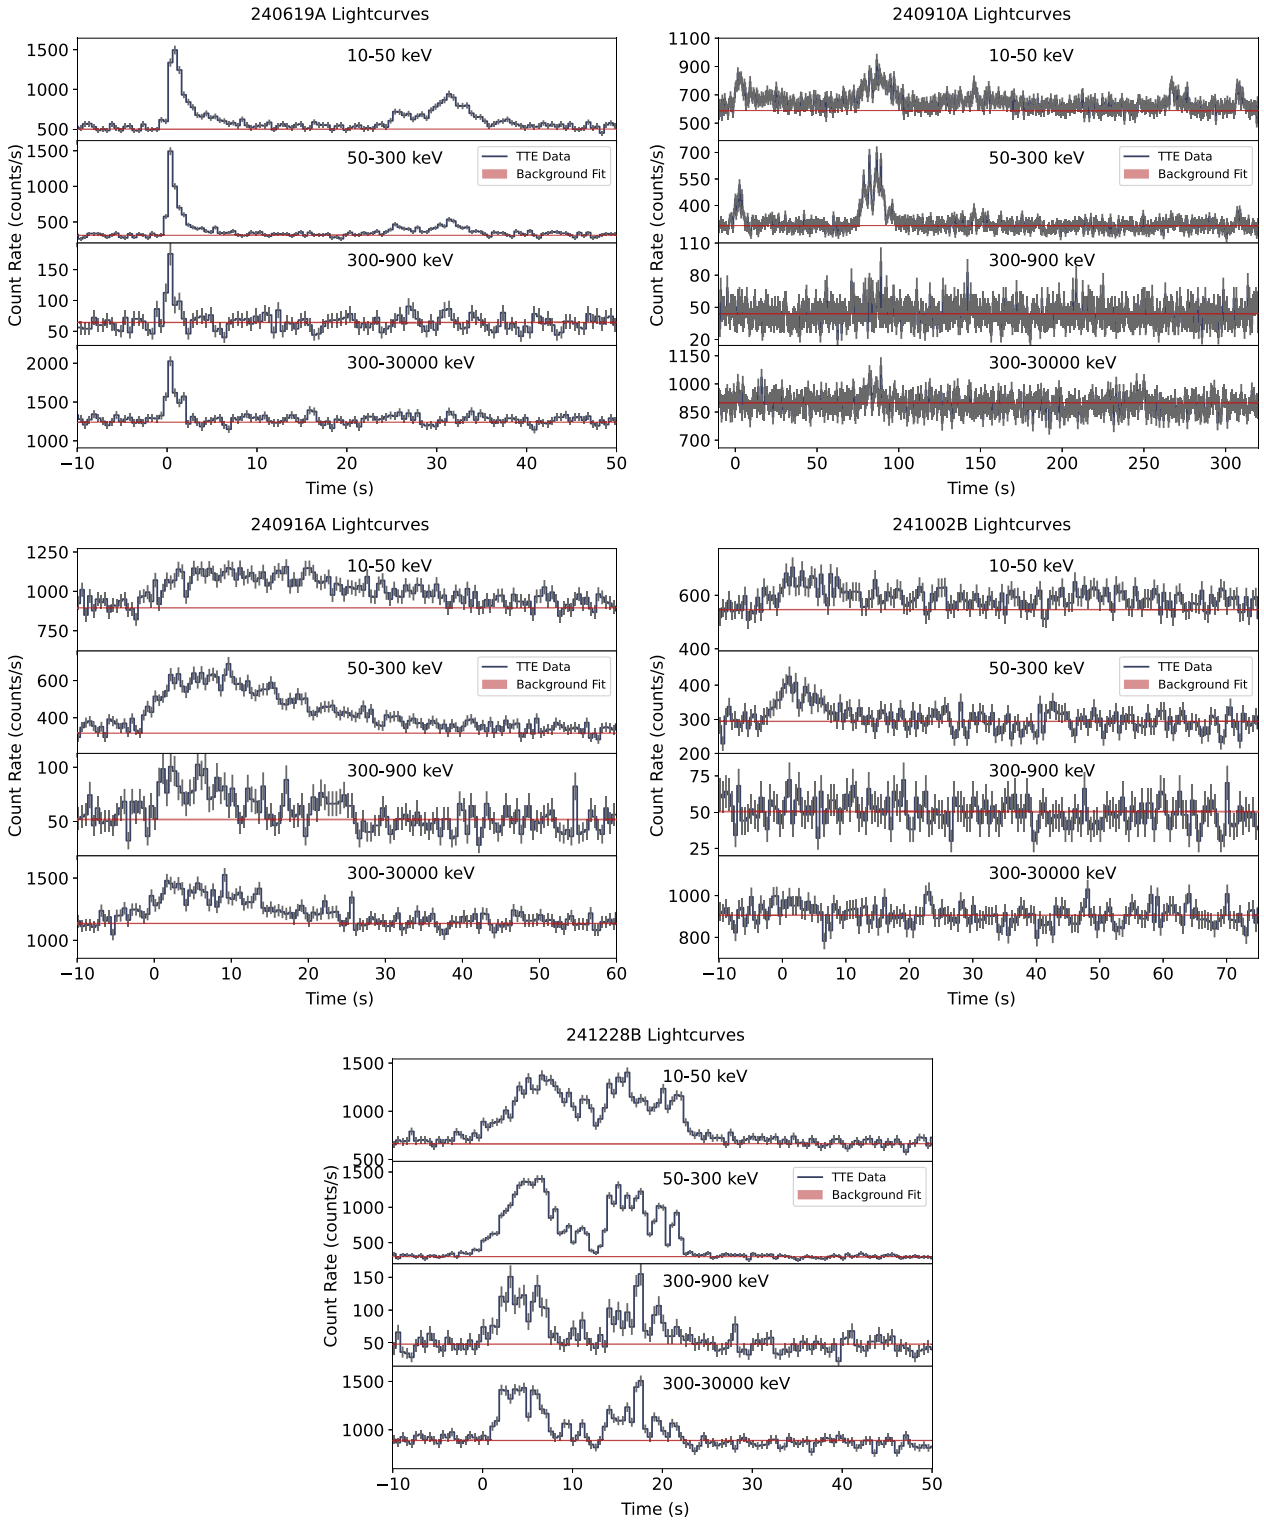 240619A Lightcurves
10-50 keV
1500
1000
500
50-300 keV
TTE Data
Background Fit
1500
1000
500
300-900 keV
150
100
50
300-30000 keV
2000
1500
1000
Count Rate (counts/s)
−10 0 10 20 30 40 50
Time (s)
240910A Lightcurves
10-50 keV
1100
900
700
500
50-300 keV
TTE Data
Background Fit
700
550
400
300-900 keV
110
80
50
20
300-30000 keV
1150
1000
850
700
Count Rate (counts/s)
0 50 100 150 200 250 300
Time (s)
240916A Lightcurves
10-50 keV
1250
1000
750
50-300 keV
TTE Data
Background Fit
600
400
300-900 keV
100
50
300-30000 keV
1500
1000
Count Rate (counts/s)
−10 0 10 20 30 40 50 60
Time (s)
241002B Lightcurves
10-50 keV
600
400
50-300 keV
TTE Data
Background Fit
400
300
200
300-900 keV
75
50
25
300-30000 keV
1000
800
Count Rate (counts/s)
−10 0 10 20 30 40 50 60 70
Time (s)
241228B Lightcurves
10-50 keV
1500
1000
500
50-300 keV
TTE Data
Background Fit
1500
1000
500
300-900 keV
150
100
50
300-30000 keV
1500
1000
Count Rate (counts/s)
−10 0 10 20 30 40 50
Time (s)